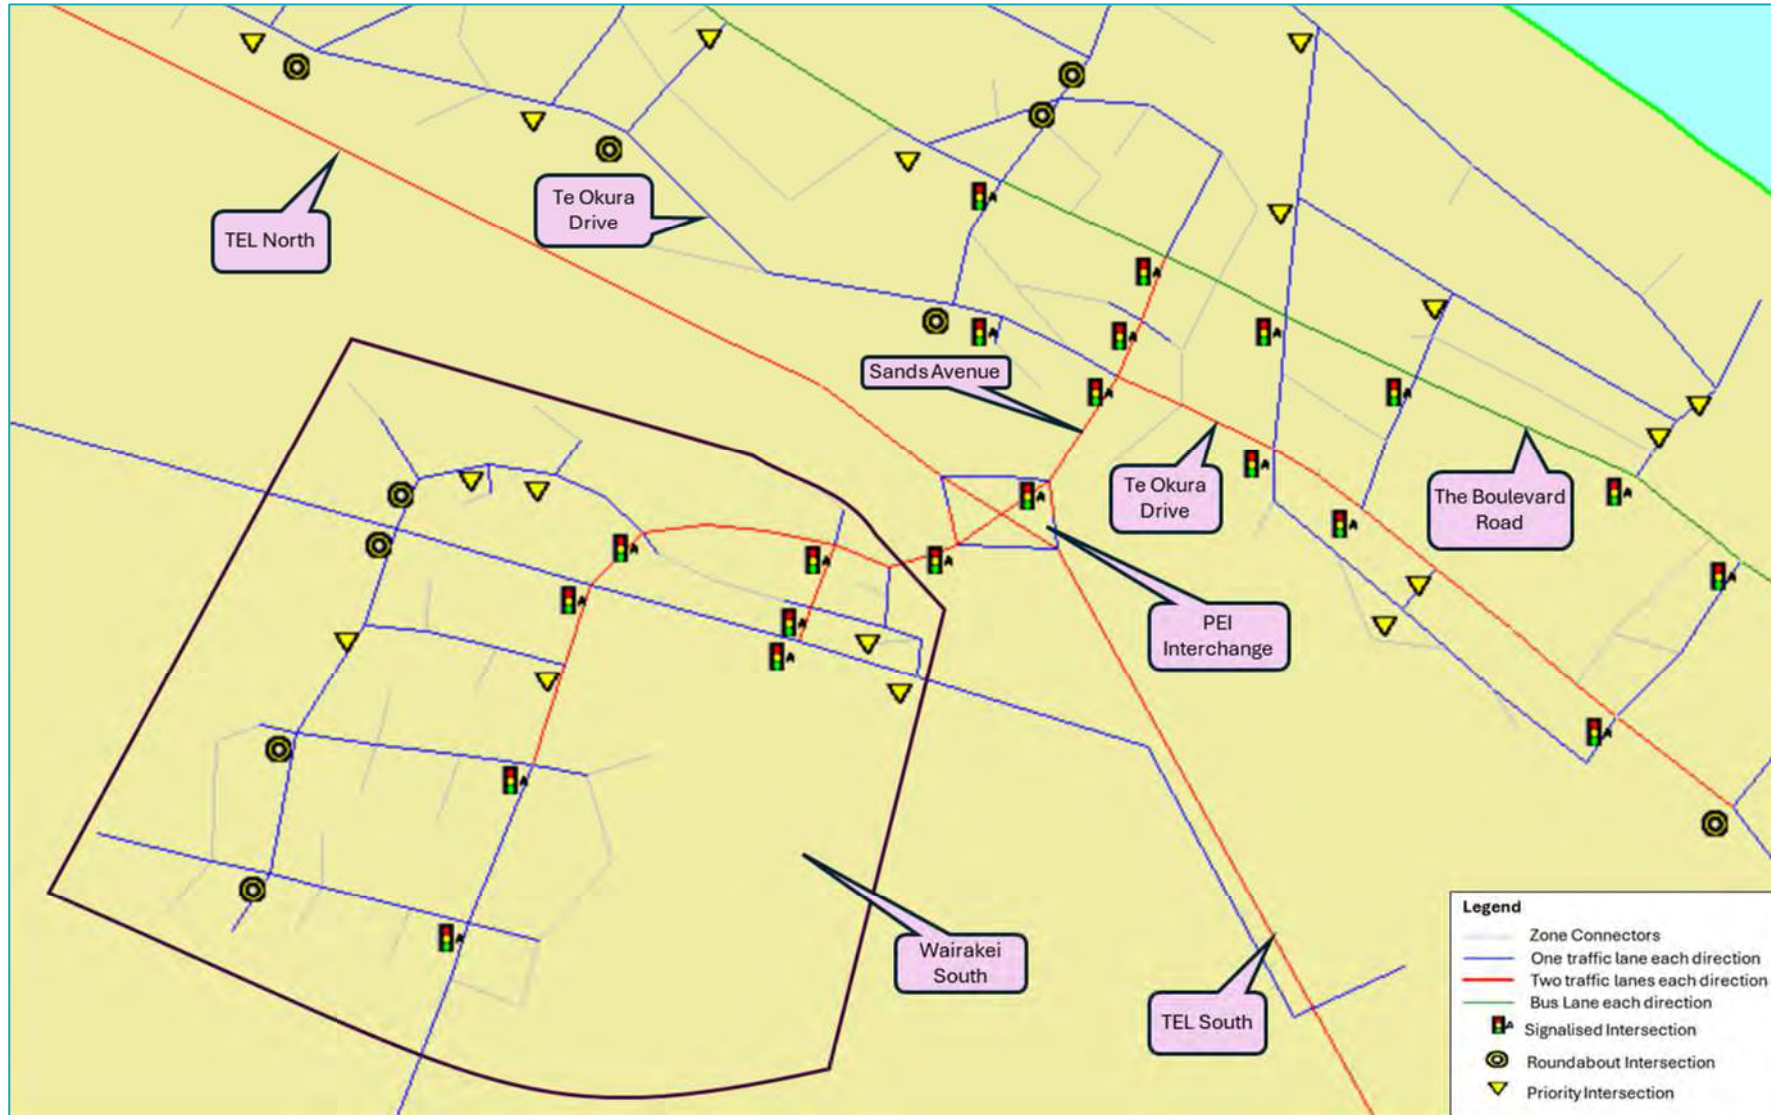 TEL North
Te Okura
Drive
Sands Avenue
Te Okura
Drive
The Boulevard
Road
PEI
Interchange
Wairakei
South
TEL South
Legend
Zone Connectors
One traffic lane each direction
Two traffic lanes each direction
Bus Lane each direction
A Signalised Intersection
Roundabout Intersection
Priority Intersection